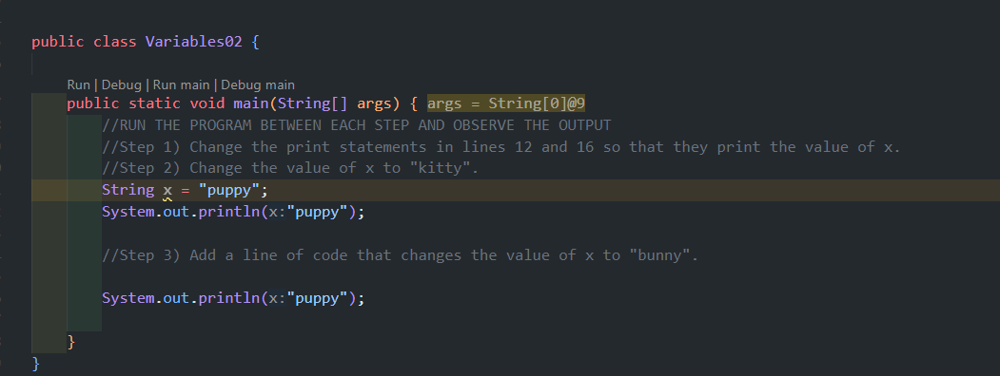 public class Variables02 {
Run | Debug | Run main | Debug main
public static void main(String[] args) { args = String[0]@9
//RUN THE PROGRAM BETWEEN EACH STEP AND OBSERVE THE OUTPUT
//Step 1) Change the print statements in lines 12 and 16 so that they print the value of x.
//Step 2) Change the value of x to "kitty".
String x = "puppy";
System.out.println(x:"puppy");
//Step 3) Add a line of code that changes the value of x to "bunny".
System.out.println(x:"puppy");
}
}